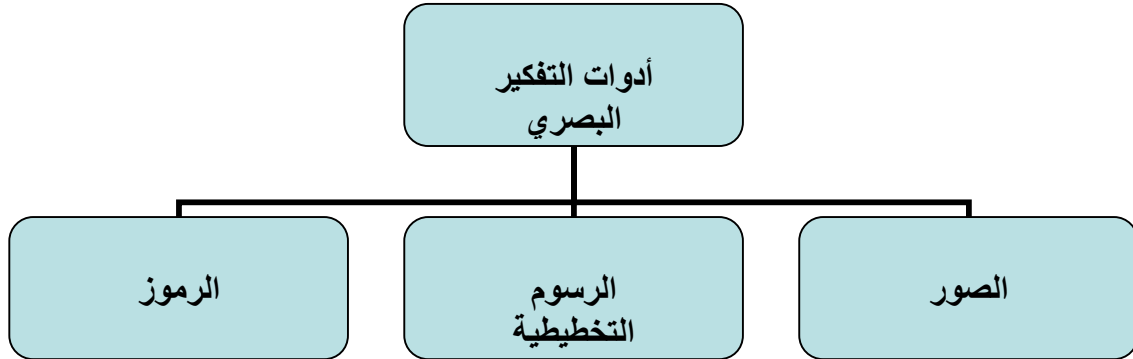 أدوات التفكير
البصري
الصور
الرسوم
التخطيطية
الرموز